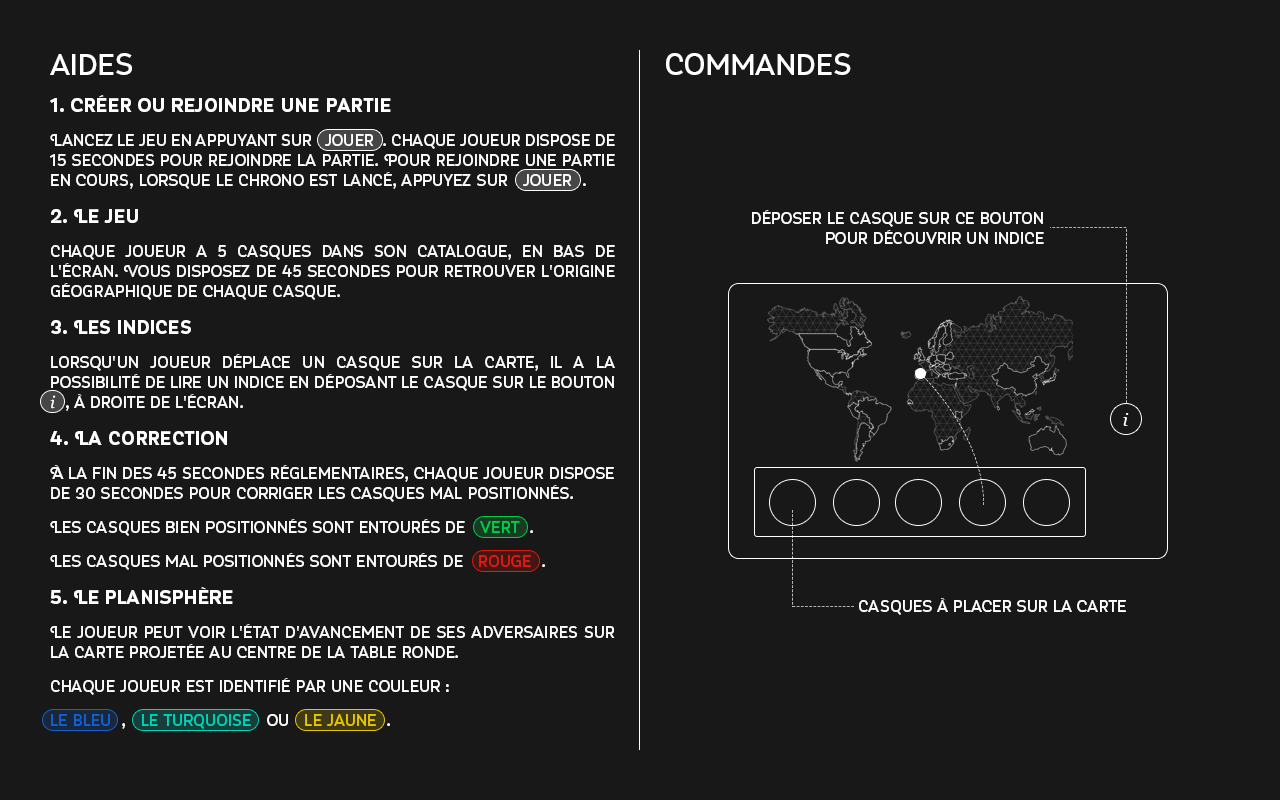 AIDES
1. CRÉER OU REJOINDRE UNE PARTIE
LANCEZ LE JEU EN APPUYANT SUR JOUER. CHAQUE JOUEUR DISPOSE DE
15 SECONDES POUR REJOINDRE LA PARTIE. POUR REJOINDRE UNE PARTIE
EN COURS, LORSQUE LE CHRONO EST LANCÉ, APPUYEZ SUR JOUER.
2. LE JEU
CHAQUE JOUEUR A 5 CASQUES DANS SON CATALOGUE, EN BAS DE
L'ÉCRAN. VOUS DISPOSEZ DE 45 SECONDES POUR RETROUVER L'ORIGINE
GÉOGRAPHIQUE DE CHAQUE CASQUE.
3. LES INDICES
LORSQU'UN JOUEUR DÉPLACE UN CASQUE SUR LA CARTE, IL A LA
POSSIBILITÉ DE LIRE UN INDICE EN DÉPOSANT LE CASQUE SUR LE BOUTON
i, À DROITE DE L'ÉCRAN.
4. LA CORRECTION
À LA FIN DES 45 SECONDES RÉGLEMENTAIRES, CHAQUE JOUEUR DISPOSE
DE 30 SECONDES POUR CORRIGER LES CASQUES MAL POSITIONNÉS.
LES CASQUES BIEN POSITIONNÉS SONT ENTOURÉS DE VERT.
LES CASQUES MAL POSITIONNÉS SONT ENTOURÉS DE ROUGE.
5. LE PLANISPHÈRE
LE JOUEUR PEUT VOIR L'ÉTAT D'AVANCEMENT DE SES ADVERSAIRES SUR
LA CARTE PROJETÉE AU CENTRE DE LA TABLE RONDE.
CHAQUE JOUEUR EST IDENTIFIÉ PAR UNE COULEUR :
LE BLEU, LE TURQUOISE OU LE JAUNE.
COMMANDES
DÉPOSER LE CASQUE SUR CE BOUTON
POUR DÉCOUVRIR UN INDICE
i
CASQUES À PLACER SUR LA CARTE